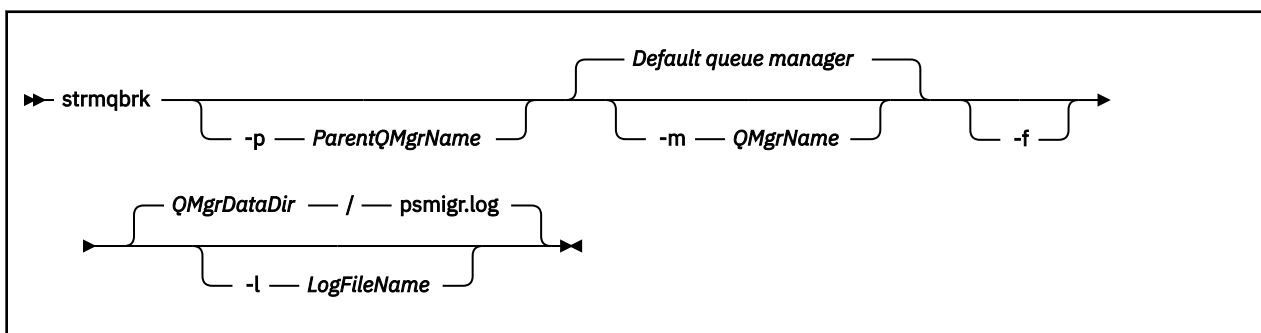 Default queue manager
strmqbrk
-p ParentQMgrName
-m QMgrName
-f
QMgrDataDir / psmigr.log
-l LogFileName